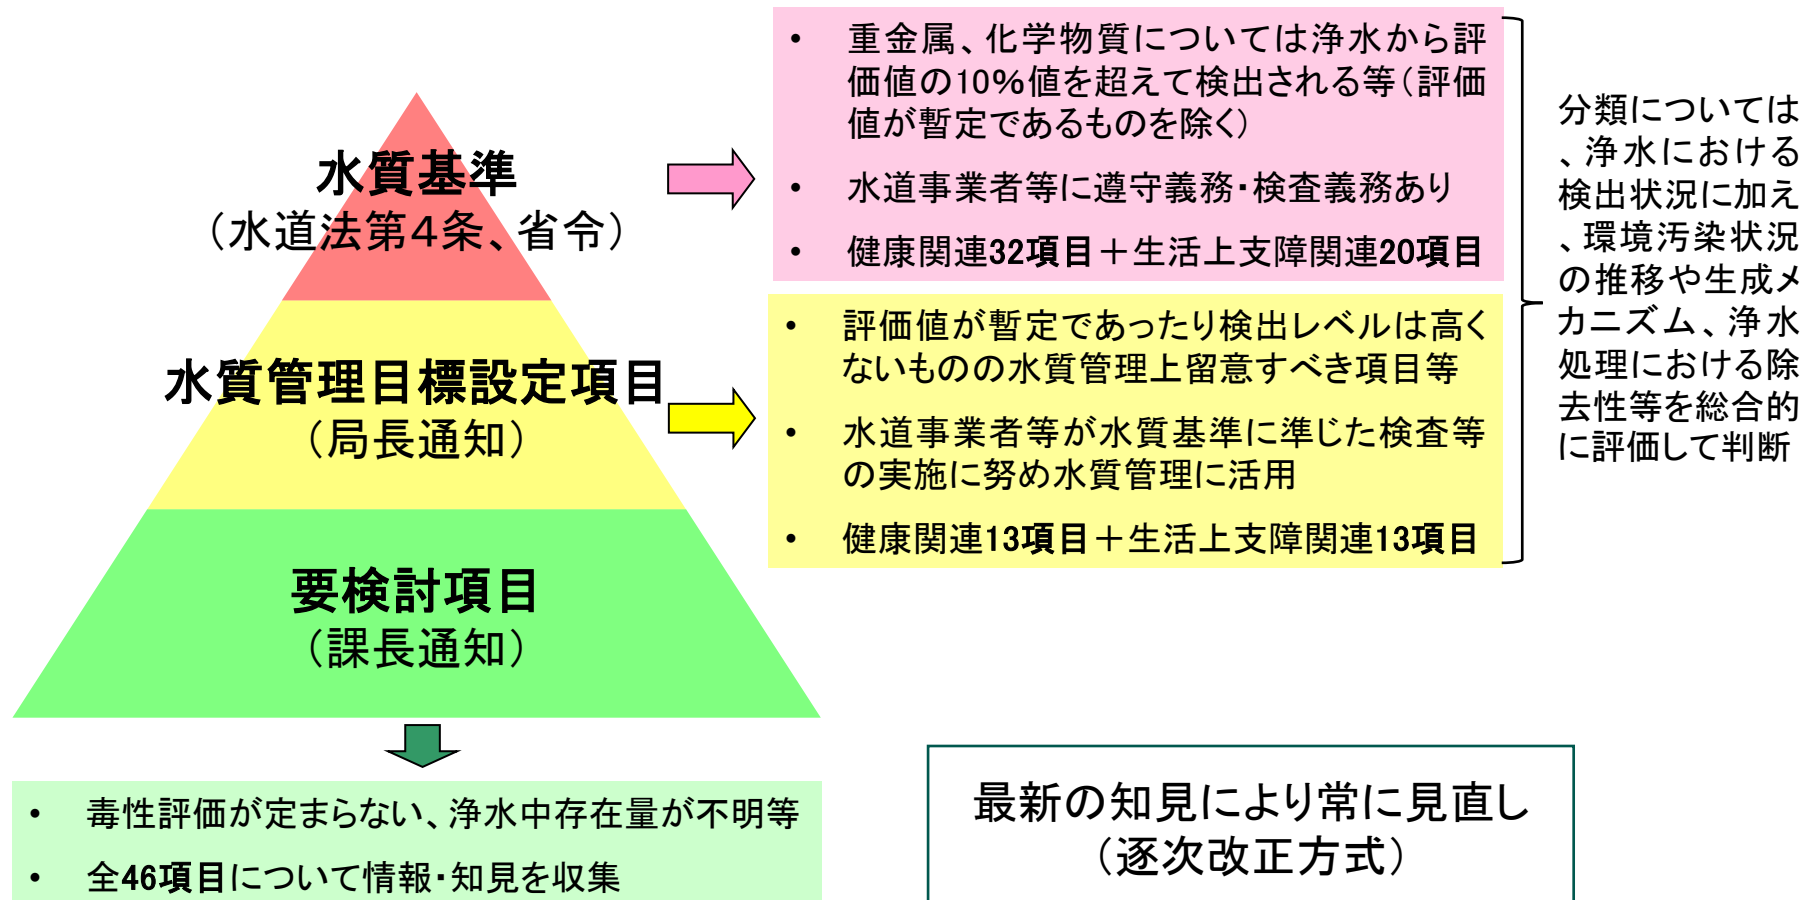 水質基準
（水道法第４条、省令）
• 重金属、化学物質については浄水から評
価値の10%値を超えて検出される等（評価
値が暫定であるものを除く）
• 水道事業者等に遵守義務・検査義務あり
• 健康関連32項目＋生活上支障関連20項目
水質管理目標設定項目
（局長通知）
• 評価値が暫定であったり検出レベルは高く
ないものの水質管理上留意すべき項目等
• 水道事業者等が水質基準に準じた検査等
の実施に努め水質管理に活用
• 健康関連13項目＋生活上支障関連13項目
分類については
、浄水における
検出状況に加え
、環境汚染状況
の推移や生成メ
カニズム、浄水
処理における除
去性等を総合的
に評価して判断
要検討項目
（課長通知）
• 毒性評価が定まらない、浄水中存在量が不明等
• 全46項目について情報・知見を収集
最新の知見により常に見直し
（逐次改正方式）